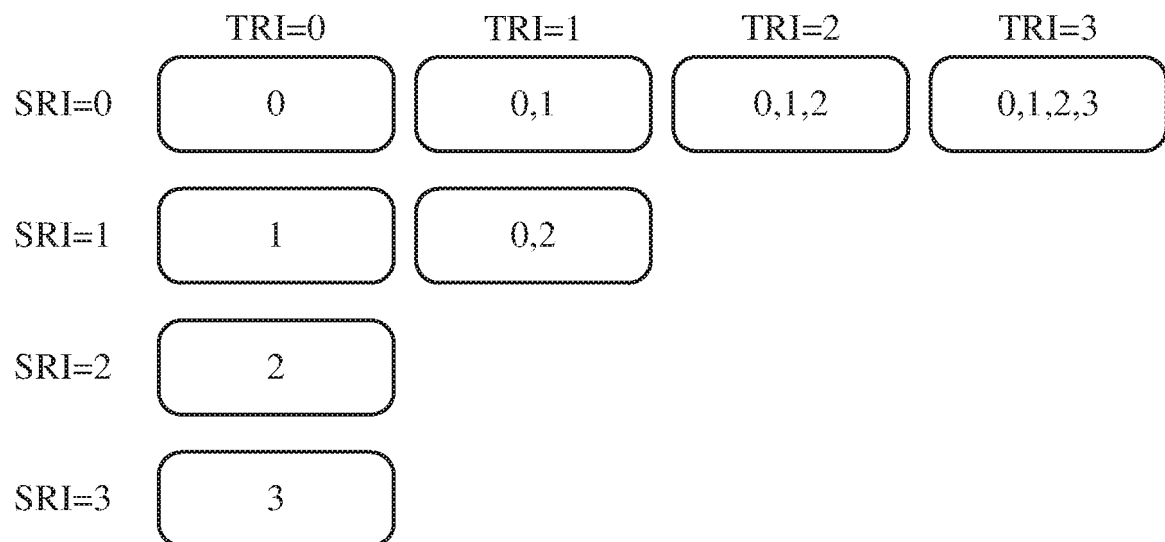 TRI=0 TRI=1 TRI=2 TRI=3
SRI=0 0 0,1 0,1,2 0,1,2,3
SRI=1 1 0,2
SRI=2 2
SRI=3 3